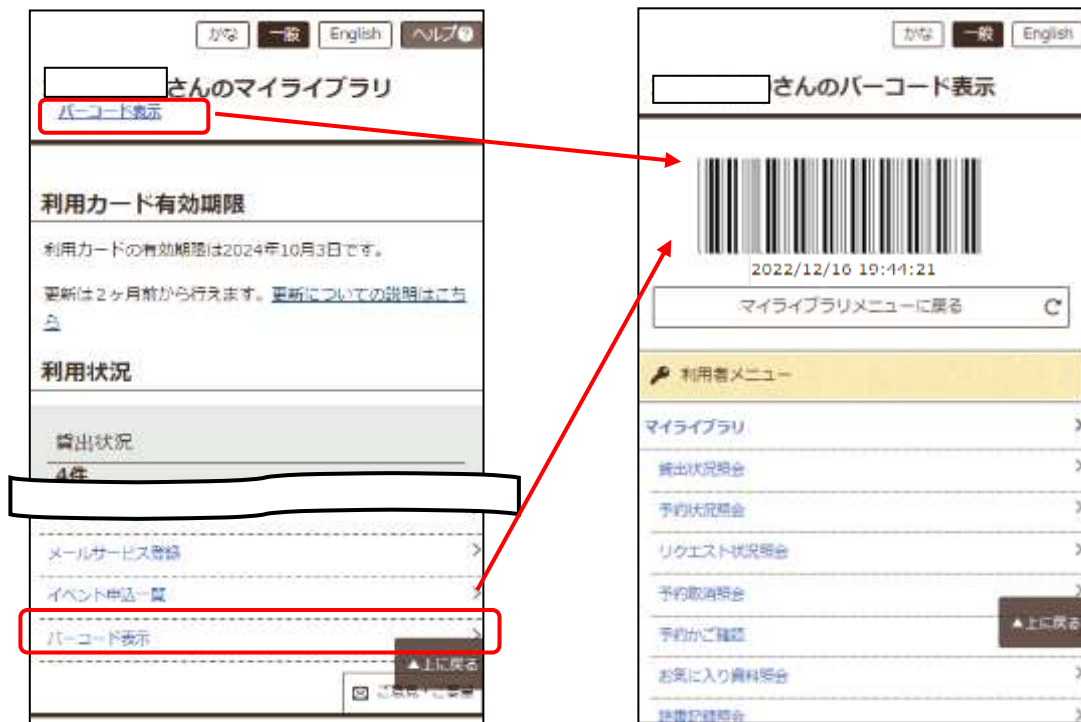 かな 一般 English ヘルプ?
さんのマイライブラリ
バーコード表示
利用カード有効期限
利用カードの有効期限は2024年10月3日です。
更新は2ヶ月前から行えます。更新についての説明はこち
ら
利用状況
貸出状況
4件
メールサービス登録
イベント申込一覧
バーコード表示
▲上に戻る
ご意見・ご要望
かな 一般 English
さんのバーコード表示
2022/12/16 19:44:21
マイライブラリメニューに戻る
利用者メニュー
マイライブラリ
貸出状況照会
予約状況照会
リクエスト状況照会
予約取消照会
予約かご確認
▲上に戻る
お気に入り資料照会
読書記録照会